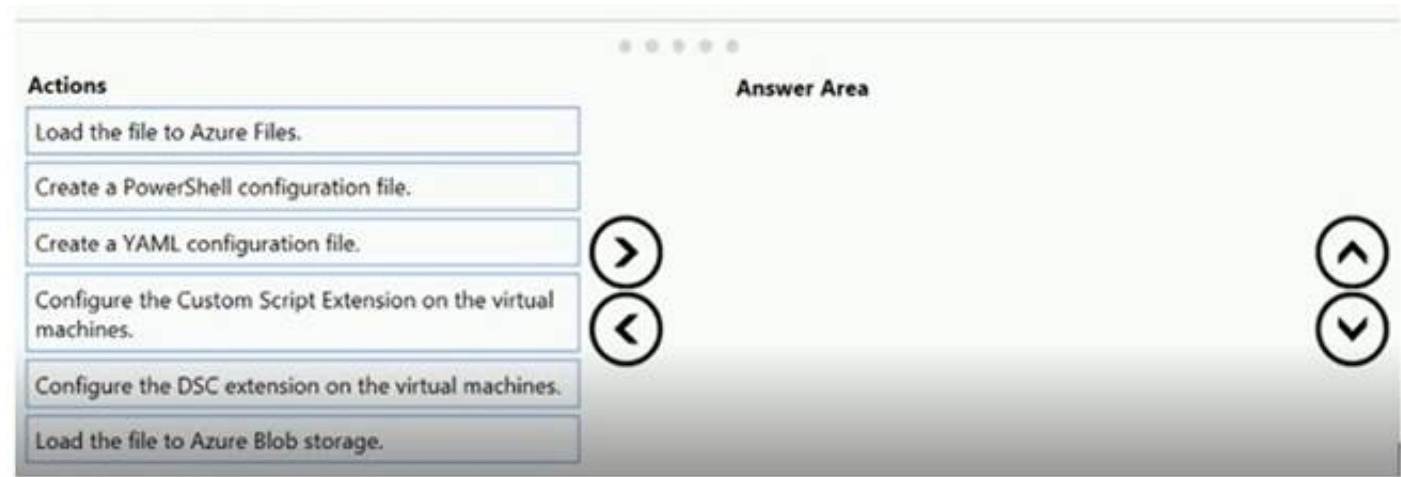 Actions
Answer Area
Load the file to Azure Files.
Create a PowerShell configuration file.
Create a YAML configuration file.
Configure the Custom Script Extension on the virtual
machines.
Configure the DSC extension on the virtual machines.
Load the file to Azure Blob storage.